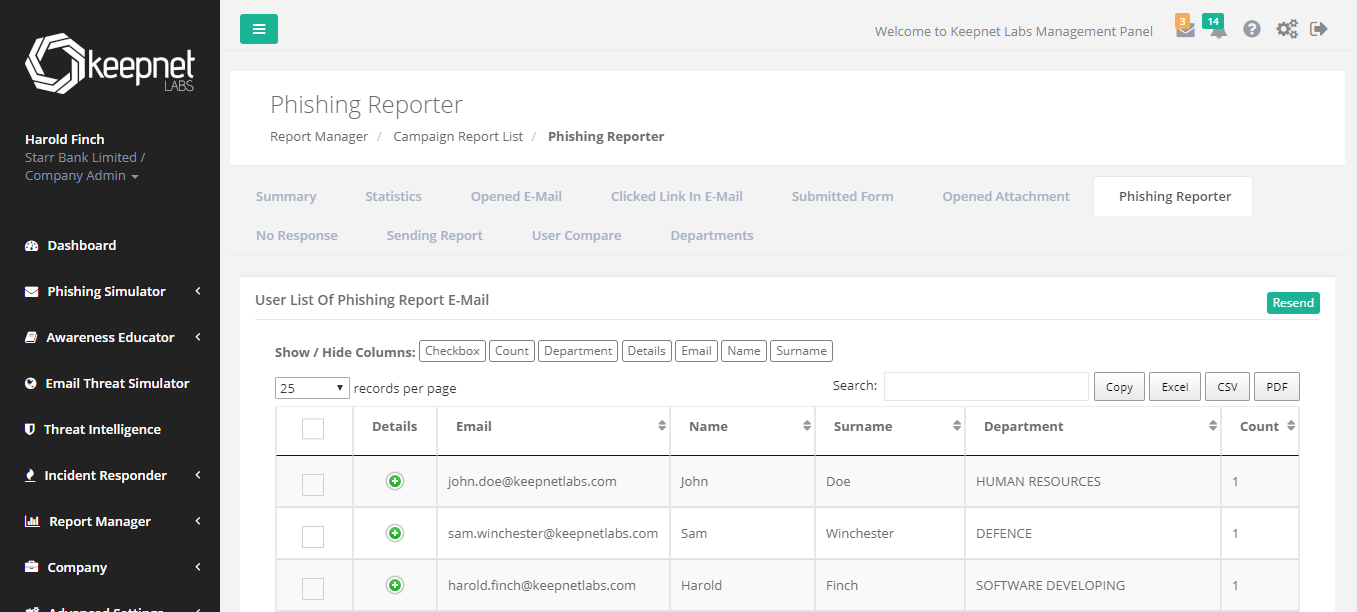 keepnet
LABS
Harold Finch
Starr Bank Limited /
Company Admin
Dashboard
Phishing Simulator
Awareness Educator
Email Threat Simulator
Threat Intelligence
Incident Responder
Report Manager
Company
Advanced Settings
Welcome to Keepnet Labs Management Panel
3
14
Phishing Reporter
Report Manager / Campaign Report List / Phishing Reporter
Summary Statistics Opened E-Mail Clicked Link In E-Mail Submitted Form Opened Attachment Phishing Reporter
No Response Sending Report User Compare Departments
User List Of Phishing Report E-Mail
Resend
Show / Hide Columns: Checkbox Count Department Details Email Name Surname
25 records per page Search: Copy Excel CSV PDF
Details Email Name Surname Department Count
john.doe@keepnetlabs.com John Doe HUMAN RESOURCES 1
sam.winchester@keepnetlabs.com Sam Winchester DEFENCE 1
harold.finch@keepnetlabs.com Harold Finch SOFTWARE DEVELOPING 1